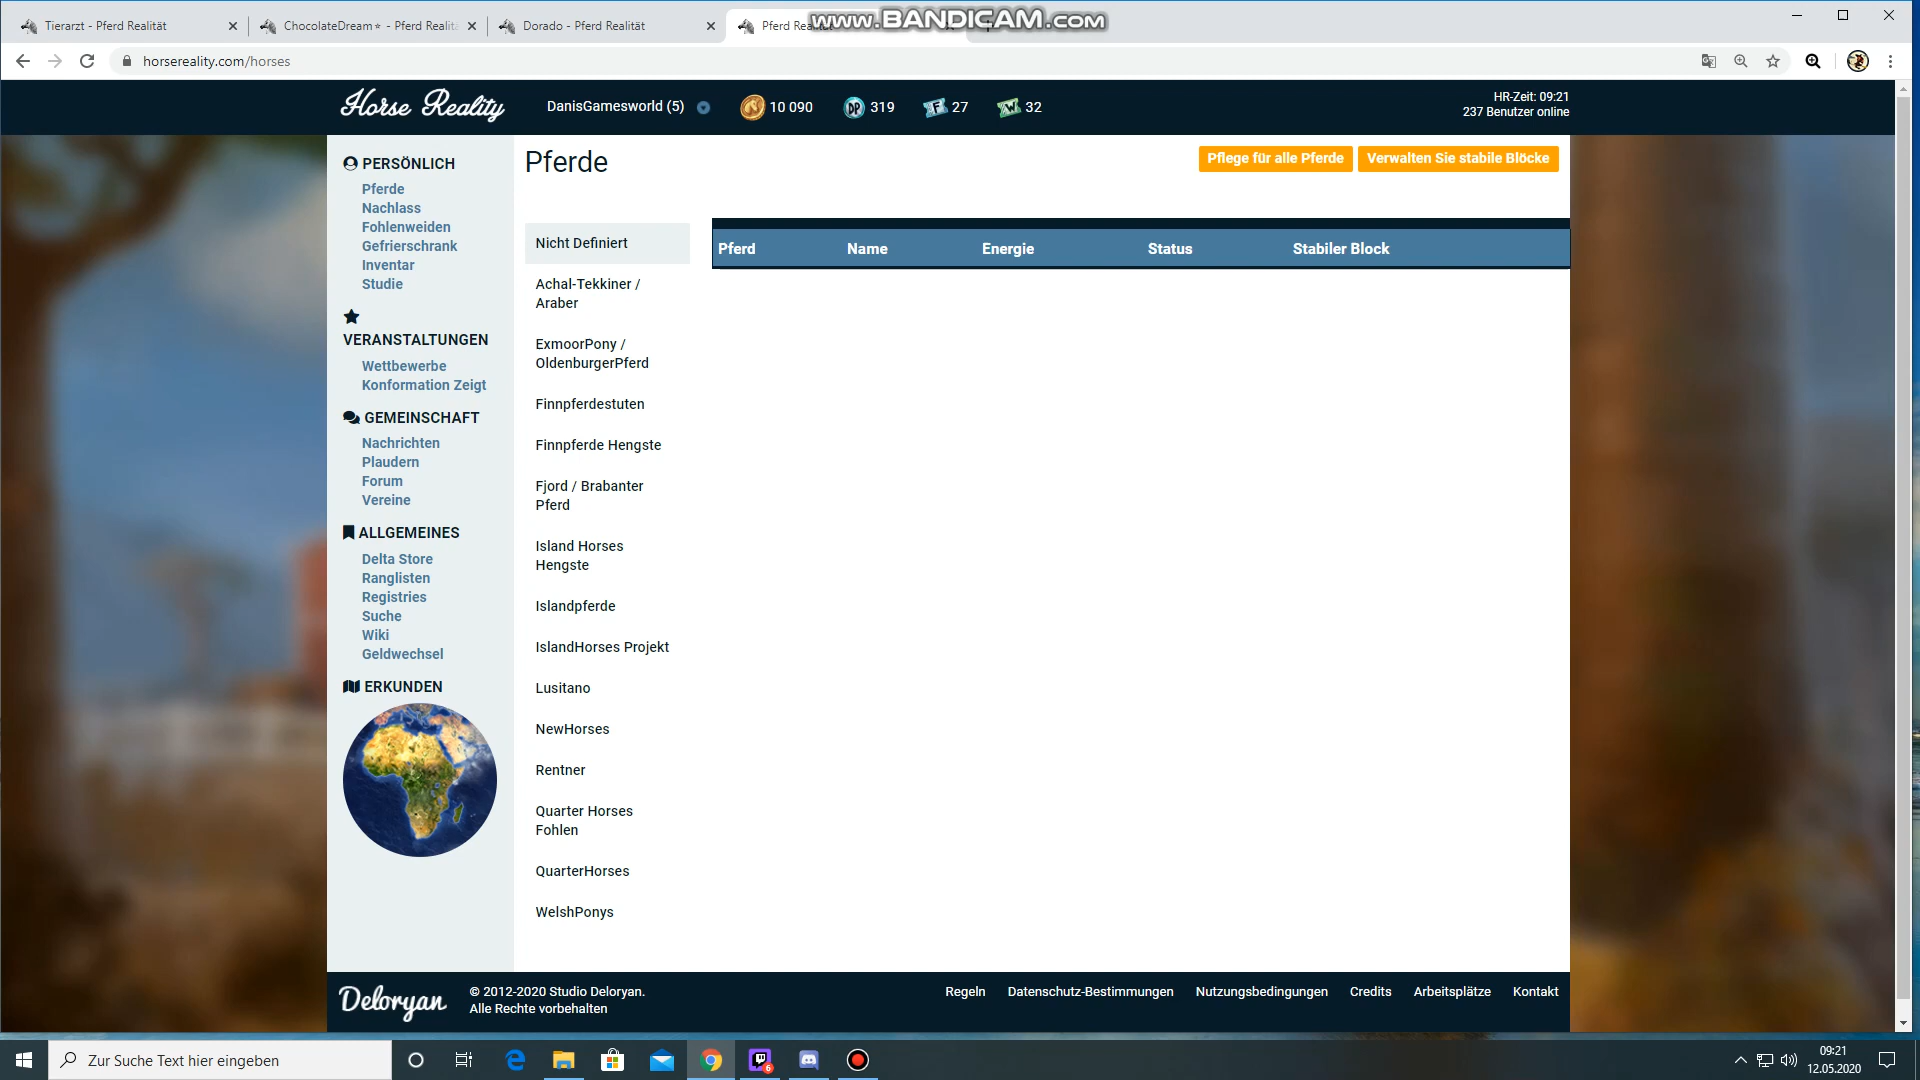 Tierarzt - Pferd Realität
ChocolateDream⭐ - Pferd Realitä
Dorado - Pferd Realität
Pferd Realität
www.BANDICAM.com
horsereality.com/horses
Horse Reality
DanisGamesworld (5)
10 090
DP
319
F
27
W
32
HR-Zeit: 09:21
237 Benutzer online
PERSÖNLICH
Pferde
Nachlass
Fohlenweiden
Gefrierschrank
Inventar
Studie
VERANSTALTUNGEN
Wettbewerbe
Konformation Zeigt
GEMEINSCHAFT
Nachrichten
Plaudern
Forum
Vereine
ALLGEMEINES
Delta Store
Ranglisten
Registries
Suche
Wiki
Geldwechsel
ERKUNDEN
Pferde
Pflege für alle Pferde
Verwalten Sie stabile Blöcke
Nicht Definiert
Achal-Tekkiner /
Araber
ExmoorPony /
OldenburgerPferd
Finnpferdestuten
Finnpferde Hengste
Fjord / Brabanter
Pferd
Island Horses
Hengste
Islandpferde
IslandHorses Projekt
Lusitano
NewHorses
Rentner
Quarter Horses
Fohlen
QuarterHorses
WelshPonys
Pferd
Name
Energie
Status
Stabiler Block
Deloryan
© 2012-2020 Studio Deloryan.
Alle Rechte vorbehalten
Regeln
Datenschutz-Bestimmungen
Nutzungsbedingungen
Credits
Arbeitsplätze
Kontakt
Zur Suche Text hier eingeben
6
09:21
12.05.2020